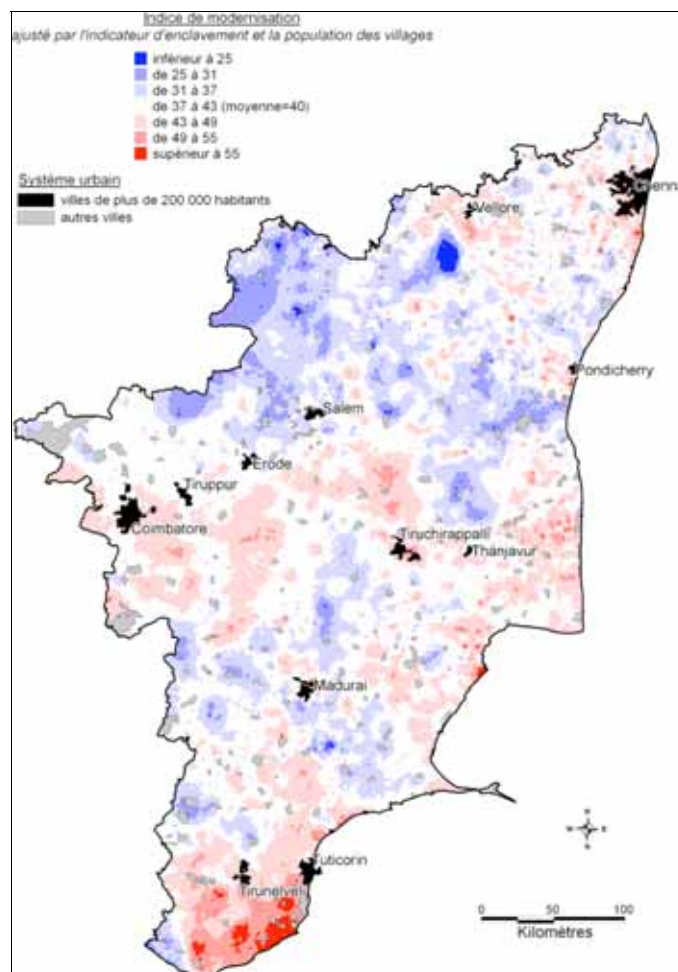 Indice de modernisation
ajusté par l'indicateur d'enclavement et la population des villages
inférieur à 25
de 25 à 31
de 31 à 37
de 37 à 43 (moyenne=40)
de 43 à 49
de 49 à 55
supérieur à 55
Système urbain
villes de plus de 200 000 habitants
autres villes
Chenn
Vellore
Pondicherry
Salem
Erode
Tiruppur
Coimbatore
Tiruchirappalli
Thanjavur
Madurai
Tuticorin
Tirunelveli
0 50 100
Kilomètres